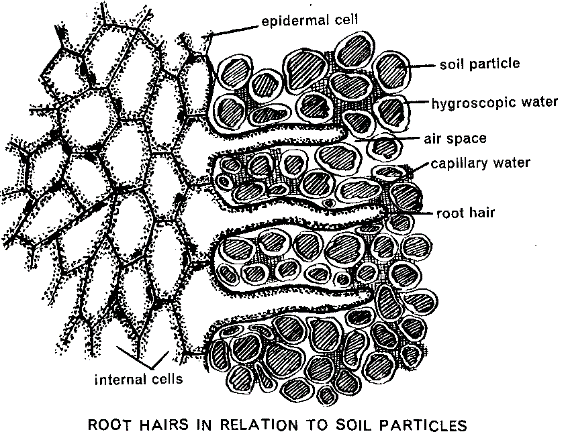 epidermal cell
soil particle
hygroscopic water
air space
capillary water
root hair
internal cells
ROOT HAIRS IN RELATION TO SOIL PARTICLES